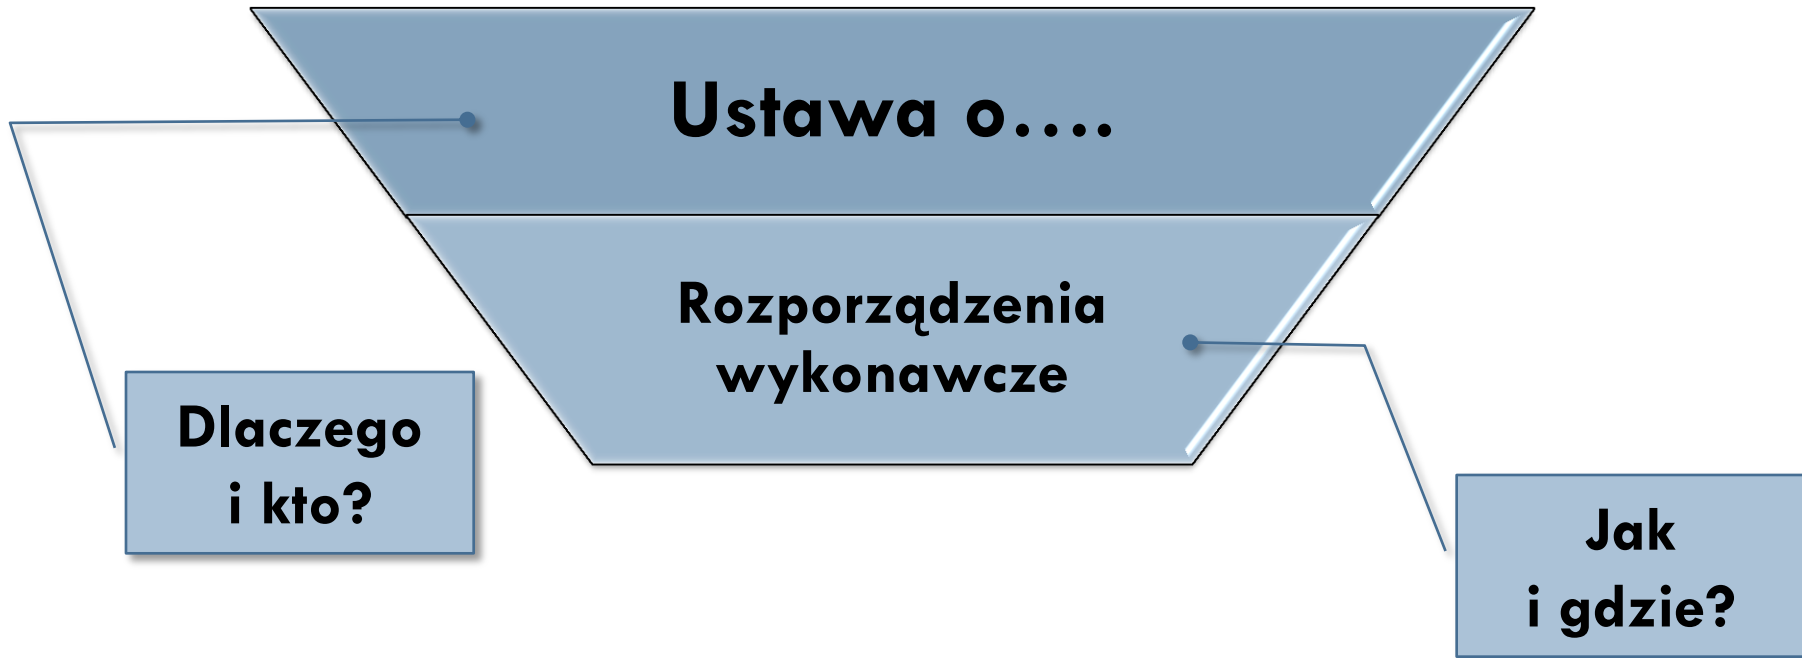 Ustawa o....
Rozporządzenia
wykonawcze
Dlaczego
i kto?
Jak
i gdzie?